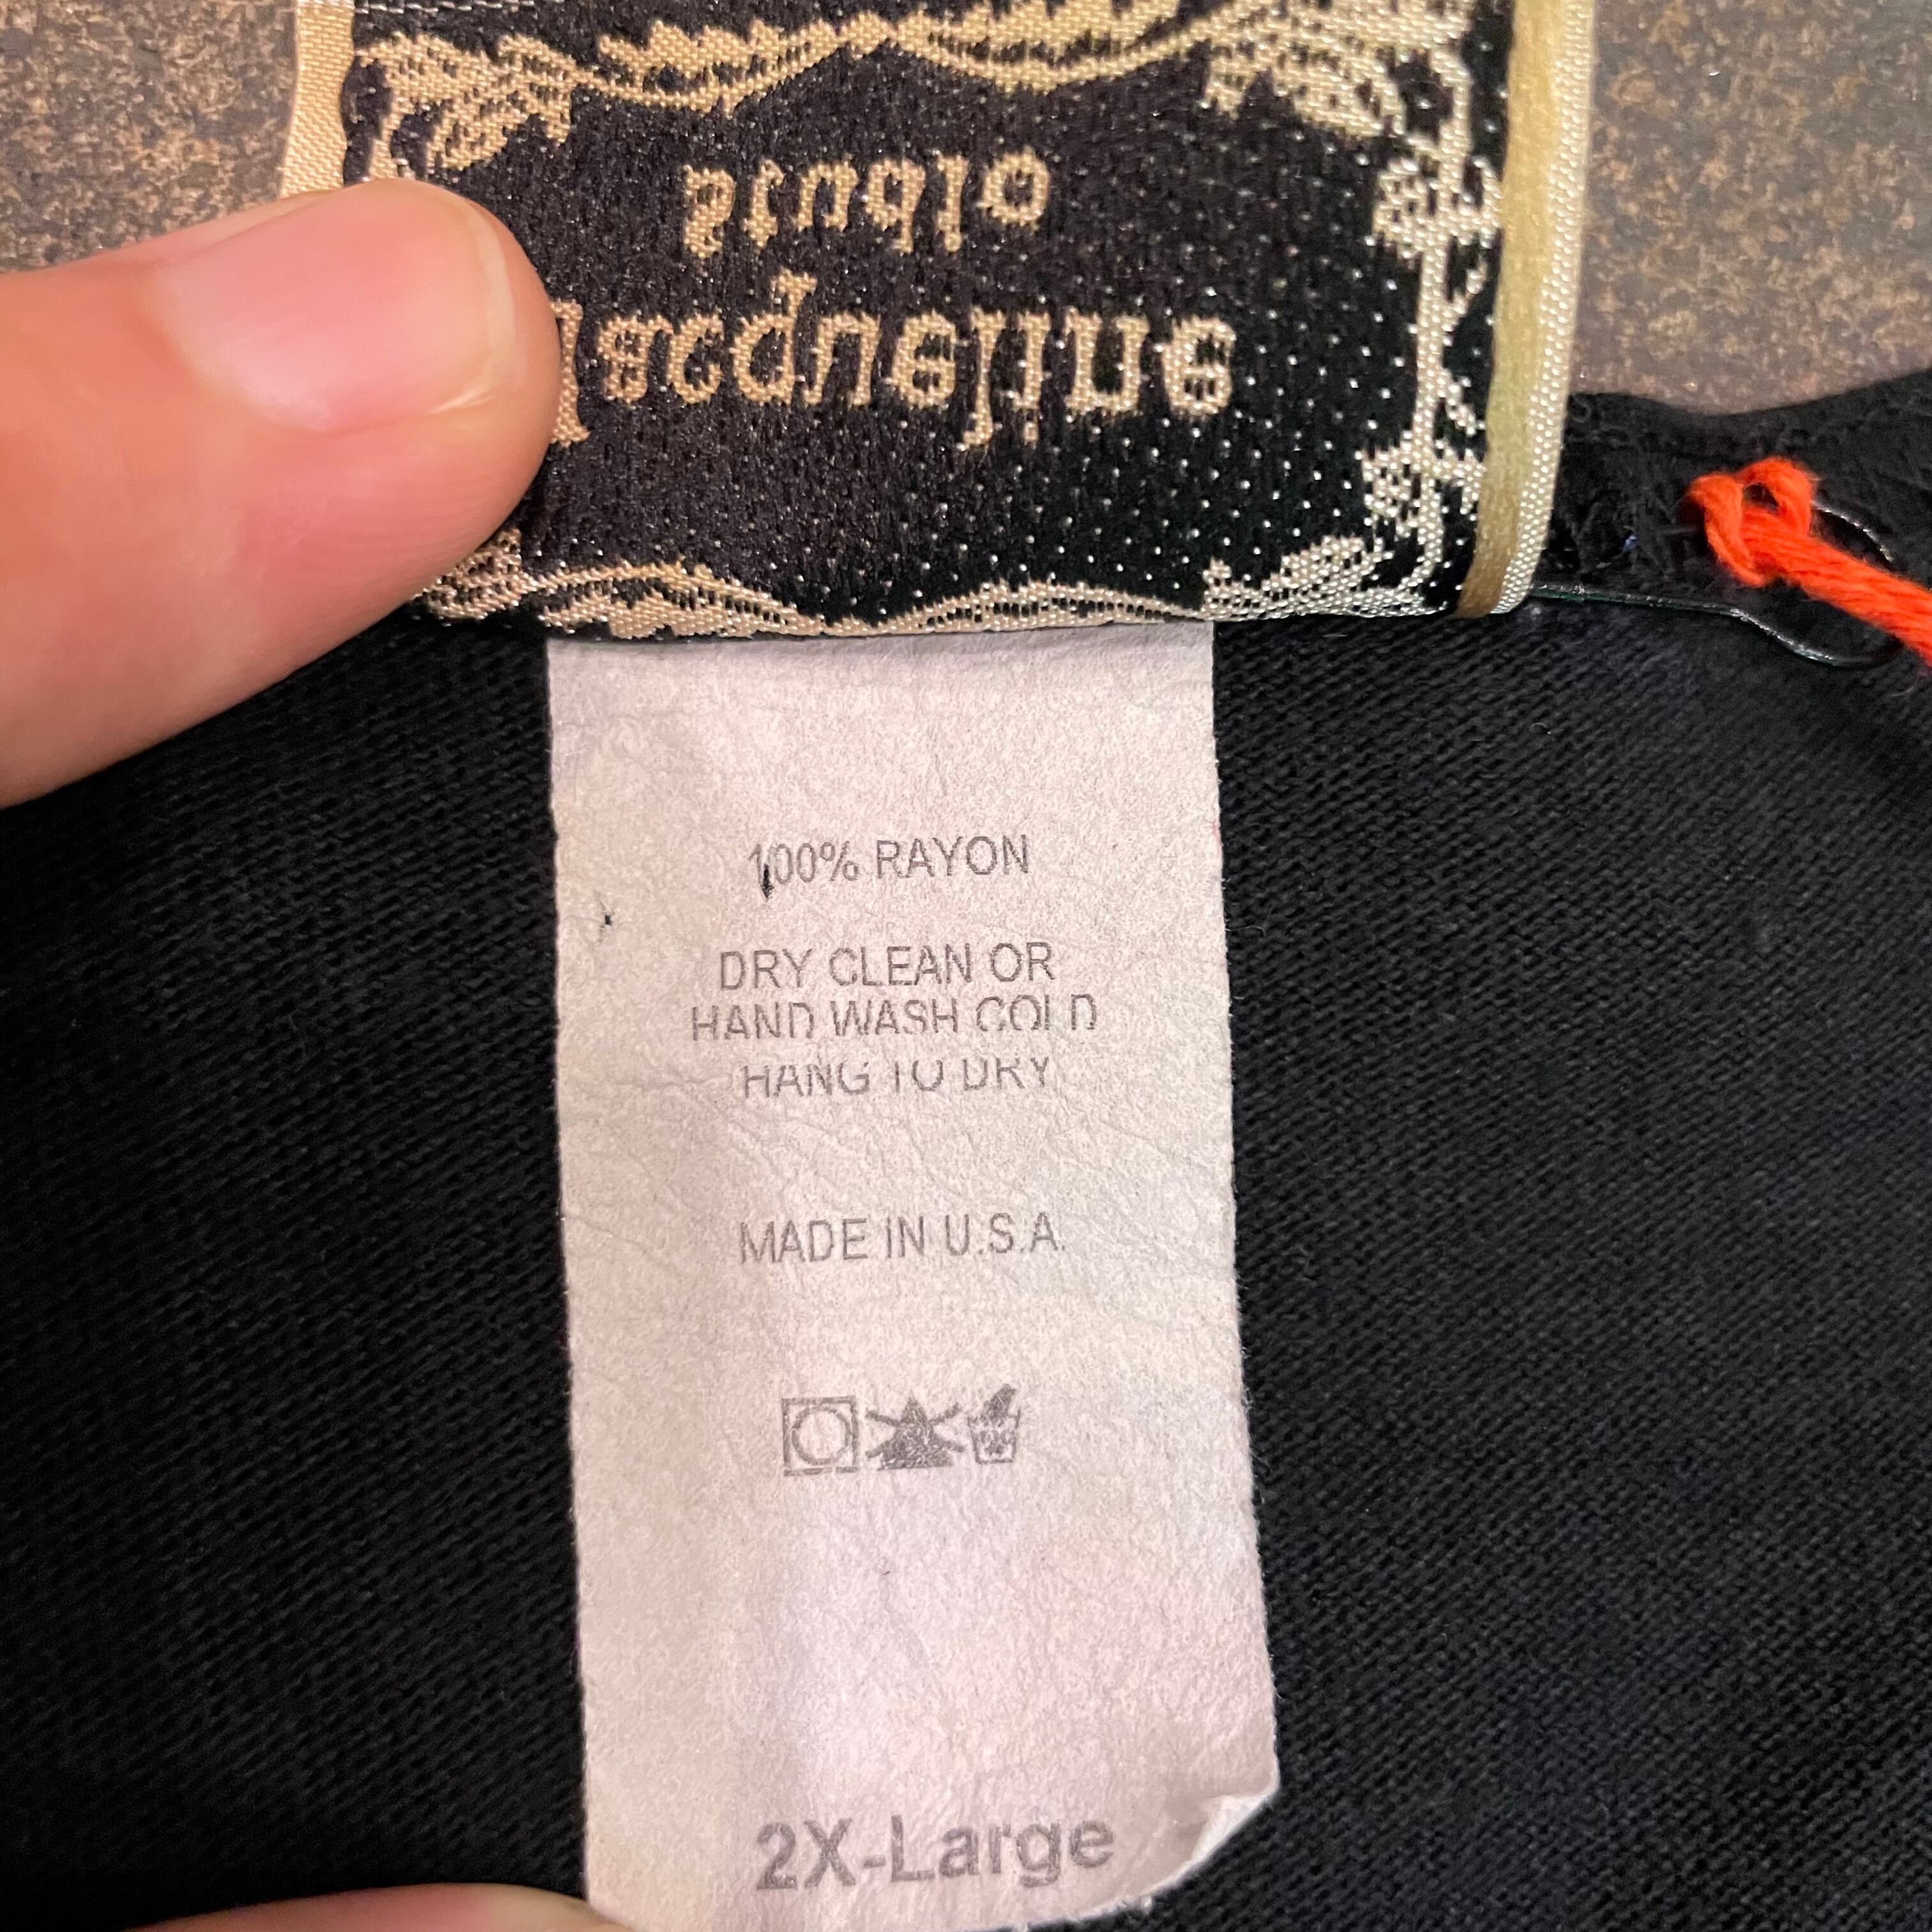 100% RAYON
DRY CLEAN OR
HAND WASH COLD
HANG TO DRY
MADE IN U.S.A.
2X-Large